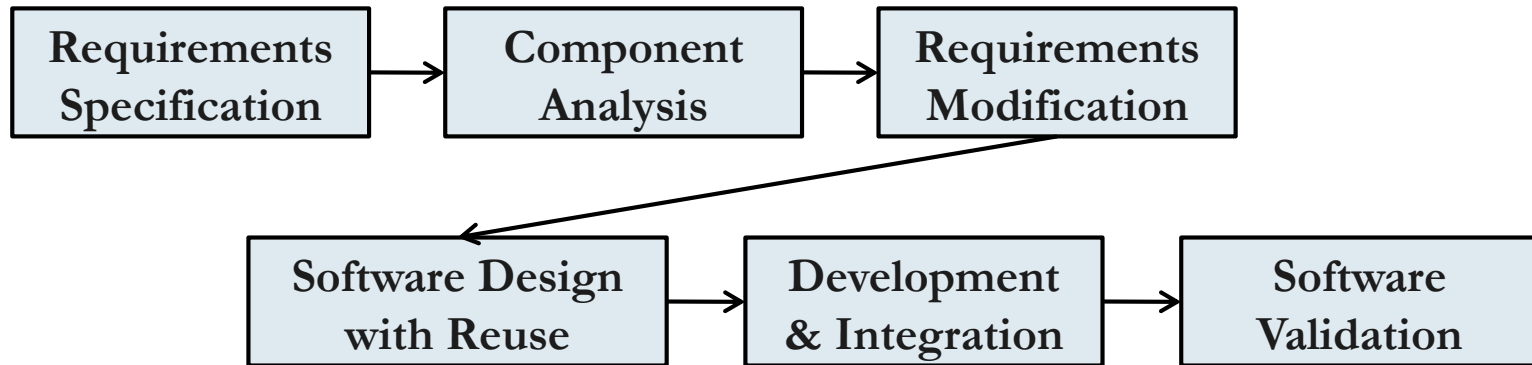 Requirements
Specification
Component
Analysis
Requirements
Modification
Software Design
with Reuse
Development
& Integration
Software
Validation